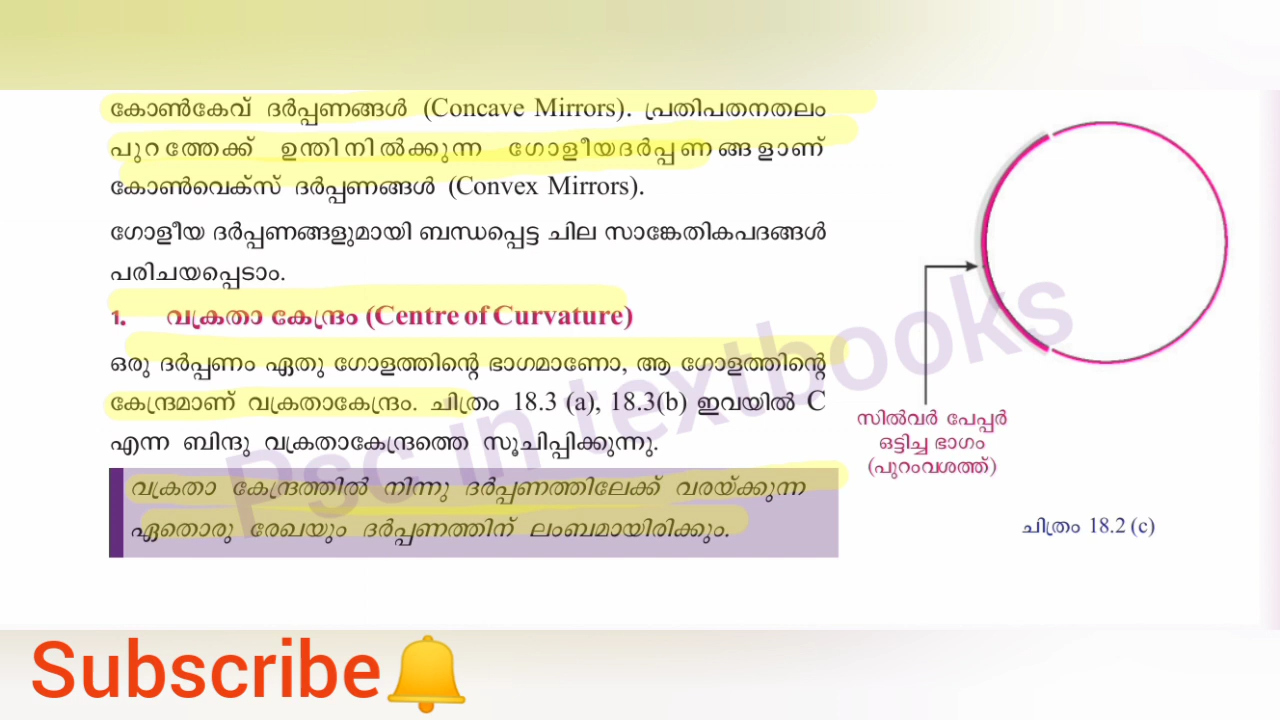 കോൺകേവ് ദർപ്പണങ്ങൾ (Concave Mirrors). പ്രതിപതനതലം
പുറത്തേക്ക് ഉന്തിനിൽക്കുന്ന ഗോളീയദർപ്പണങ്ങളാണ്
കോൺവെക്സ് ദർപ്പണങ്ങൾ (Convex Mirrors).
ഗോളീയ ദർപ്പണങ്ങളുമായി ബന്ധപ്പെട്ട ചില സാങ്കേതികപദങ്ങൾ
പരിചയപ്പെടാം.
1. വക്രതാ കേന്ദ്രം (Centre of Curvature)
ഒരു ദർപ്പണം ഏതു ഗോളത്തിന്റെ ഭാഗമാണോ, ആ ഗോളത്തിന്റെ
കേന്ദ്രമാണ് വക്രതാകേന്ദ്രം. ചിത്രം 18.3 (a), 18.3(b) ഇവയിൽ C
എന്ന ബിന്ദു വക്രതാകേന്ദ്രത്തെ സൂചിപ്പിക്കുന്നു.
വക്രതാ കേന്ദ്രത്തിൽ നിന്നു ദർപ്പണത്തിലേക്ക് വരയ്ക്കുന്ന
ഏതൊരു രേഖയും ദർപ്പണത്തിന് ലംബമായിരിക്കും.
സിൽവർ പേപ്പർ
ഒട്ടിച്ച ഭാഗം
(പുറംവശത്ത്)
ചിത്രം 18.2 (c)
Psc in textbooks
Subscribe